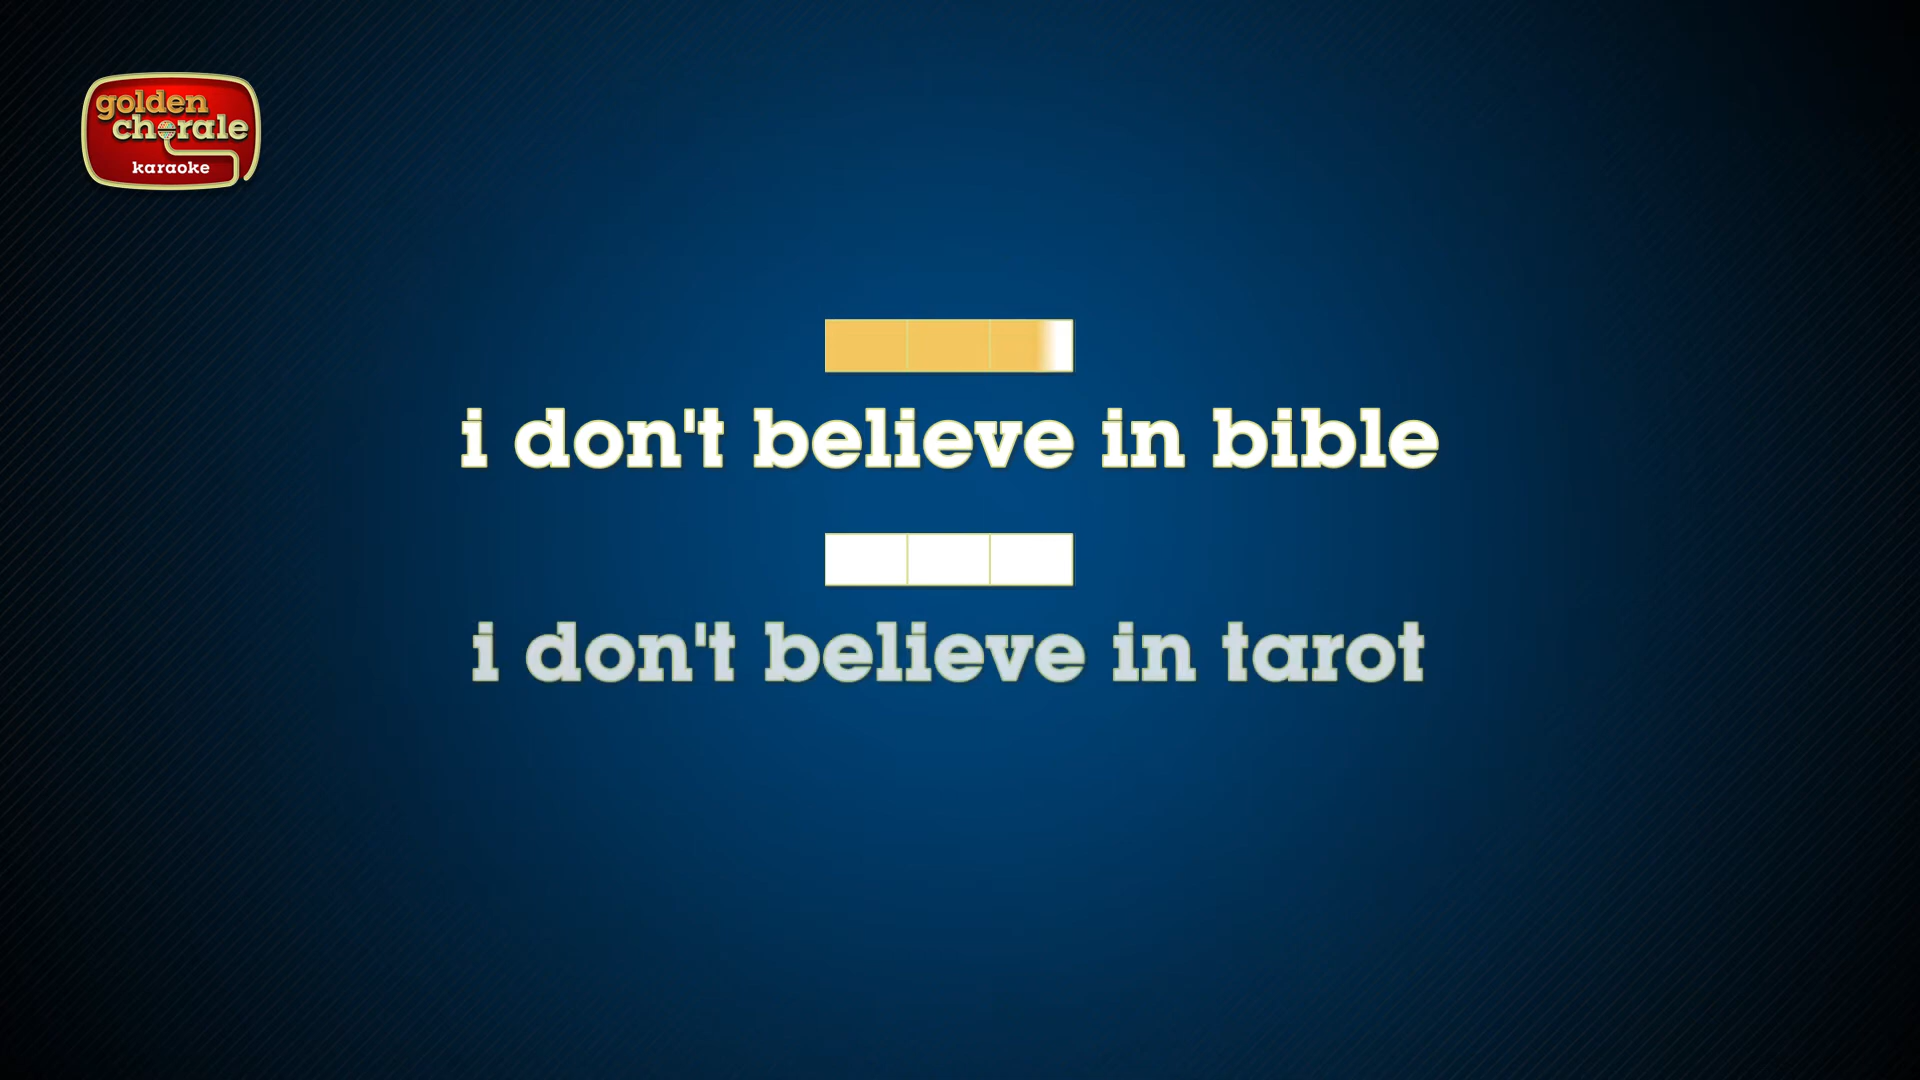 golden
chorale
karaoke
i don't believe in bible
i don't believe in tarot